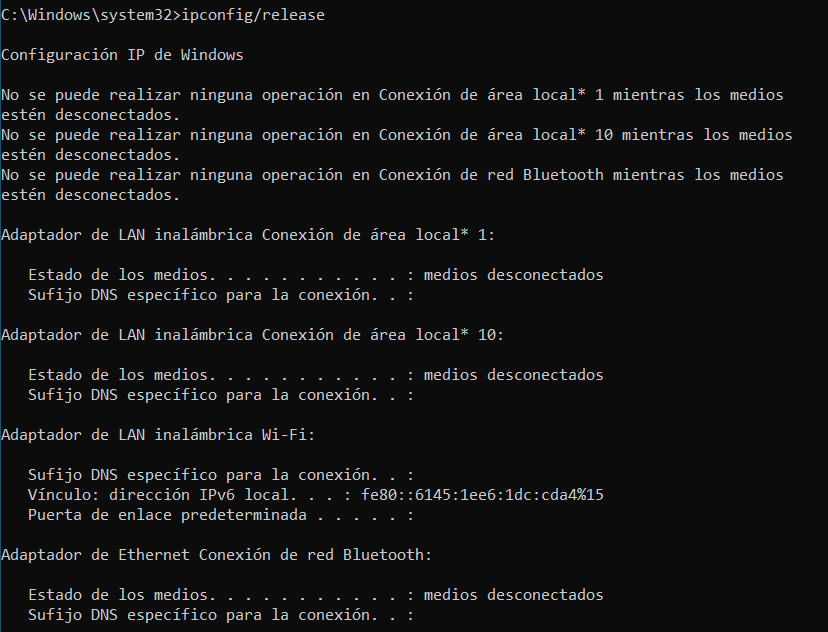 C:\Windows\system32>ipconfig/release
Configuración IP de Windows
No se puede realizar ninguna operación en Conexión de área local* 1 mientras los medios
estén desconectados.
No se puede realizar ninguna operación en Conexión de área local* 10 mientras los medios
estén desconectados.
No se puede realizar ninguna operación en Conexión de red Bluetooth mientras los medios
estén desconectados.
Adaptador de LAN inalámbrica Conexión de área local* 1:
   Estado de los medios. . . . . . . . . . . : medios desconectados
   Sufijo DNS específico para la conexión. . :
Adaptador de LAN inalámbrica Conexión de área local* 10:
   Estado de los medios. . . . . . . . . . . : medios desconectados
   Sufijo DNS específico para la conexión. . :
Adaptador de LAN inalámbrica Wi-Fi:
   Sufijo DNS específico para la conexión. . :
   Vínculo: dirección IPv6 local. . . : fe80::6145:1ee6:1dc:cda4%15
   Puerta de enlace predeterminada . . . . . :
Adaptador de Ethernet Conexión de red Bluetooth:
   Estado de los medios. . . . . . . . . . . : medios desconectados
   Sufijo DNS específico para la conexión. . :